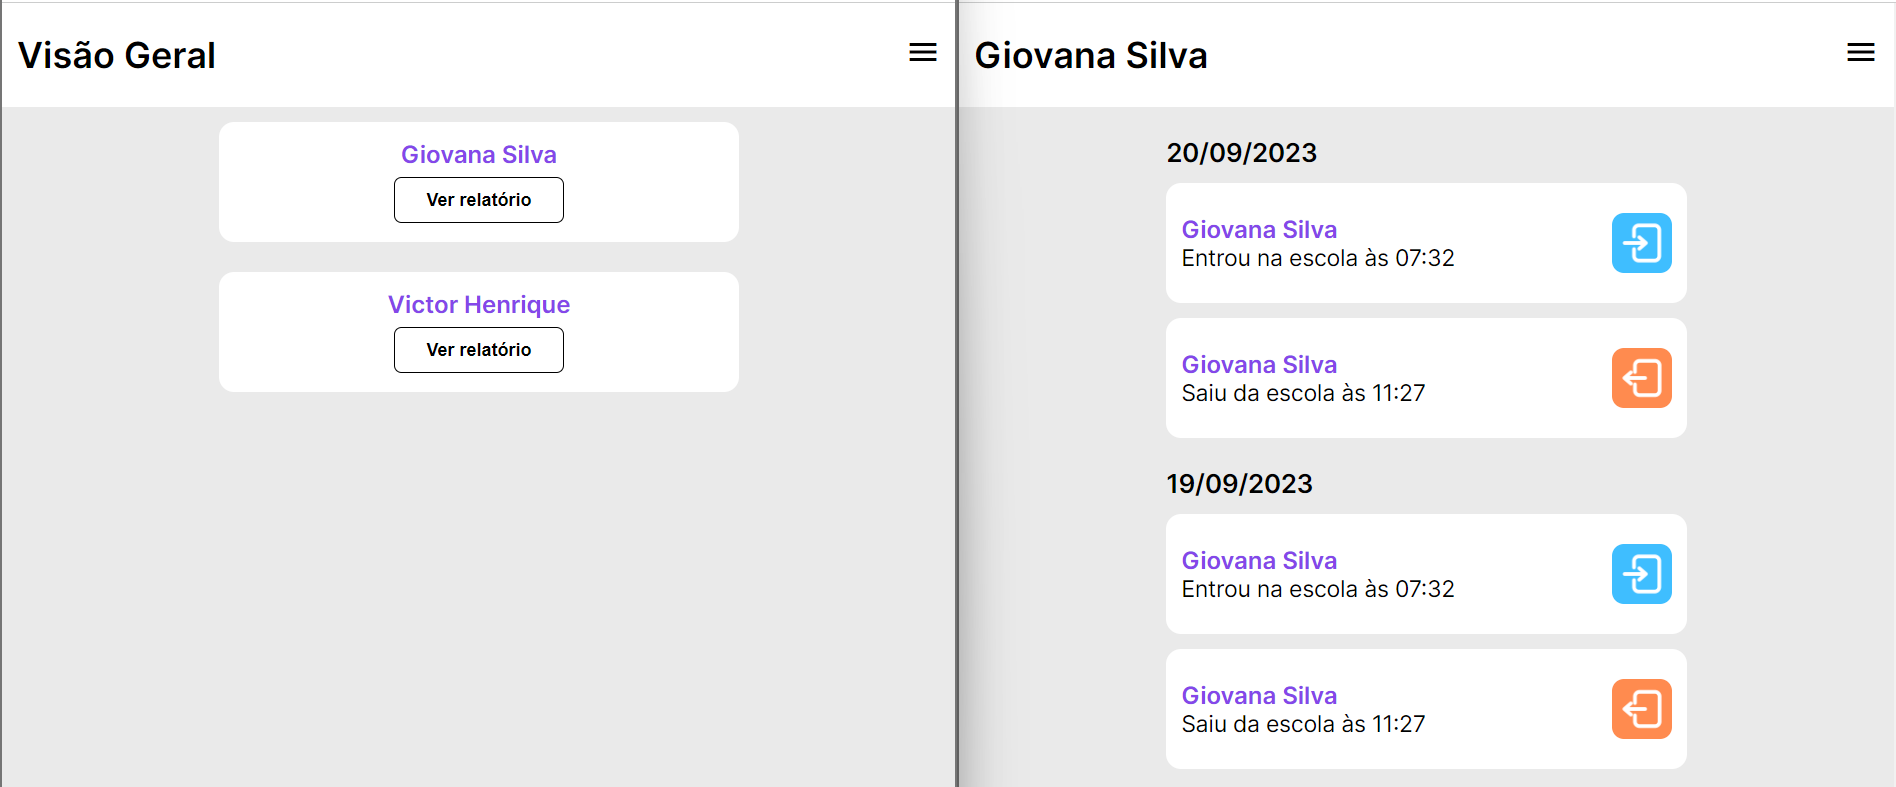 Visão Geral
Giovana Silva
Ver relatório
Victor Henrique
Ver relatório
Giovana Silva
20/09/2023
Giovana Silva
Entrou na escola às 07:32
Giovana Silva
Saiu da escola às 11:27
19/09/2023
Giovana Silva
Entrou na escola às 07:32
Giovana Silva
Saiu da escola às 11:27